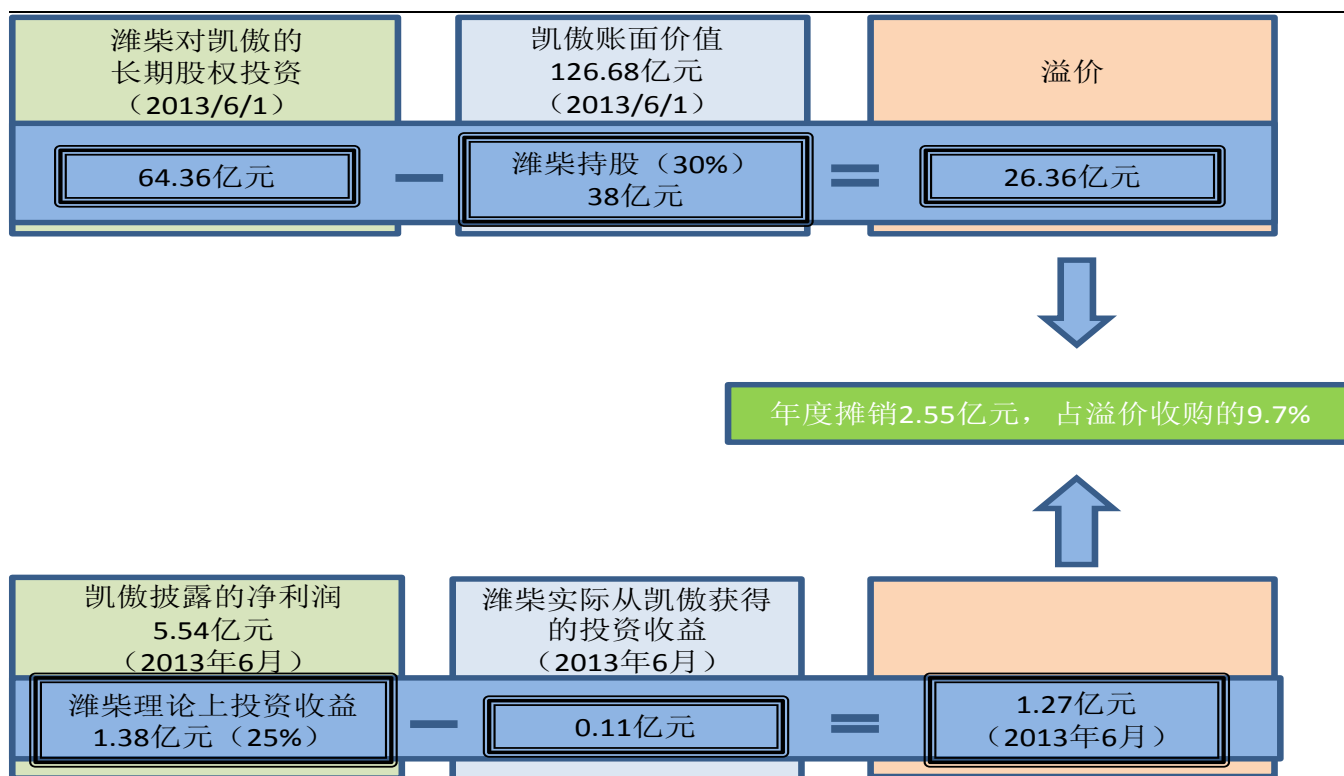 潍柴对凯傲的
长期股权投资
（2013/6/1）
凯傲账面价值
126.68亿元
（2013/6/1）
溢价
64.36亿元
—
潍柴持股（30%）
38亿元
=
26.36亿元
年度摊销2.55亿元，占溢价收购的9.7%
凯傲披露的净利润
5.54亿元
（2013年6月）
潍柴实际从凯傲获得
的投资收益
（2013年6月）
潍柴理论上投资收益
1.38亿元（25%）
—
0.11亿元
=
1.27亿元
（2013年6月）